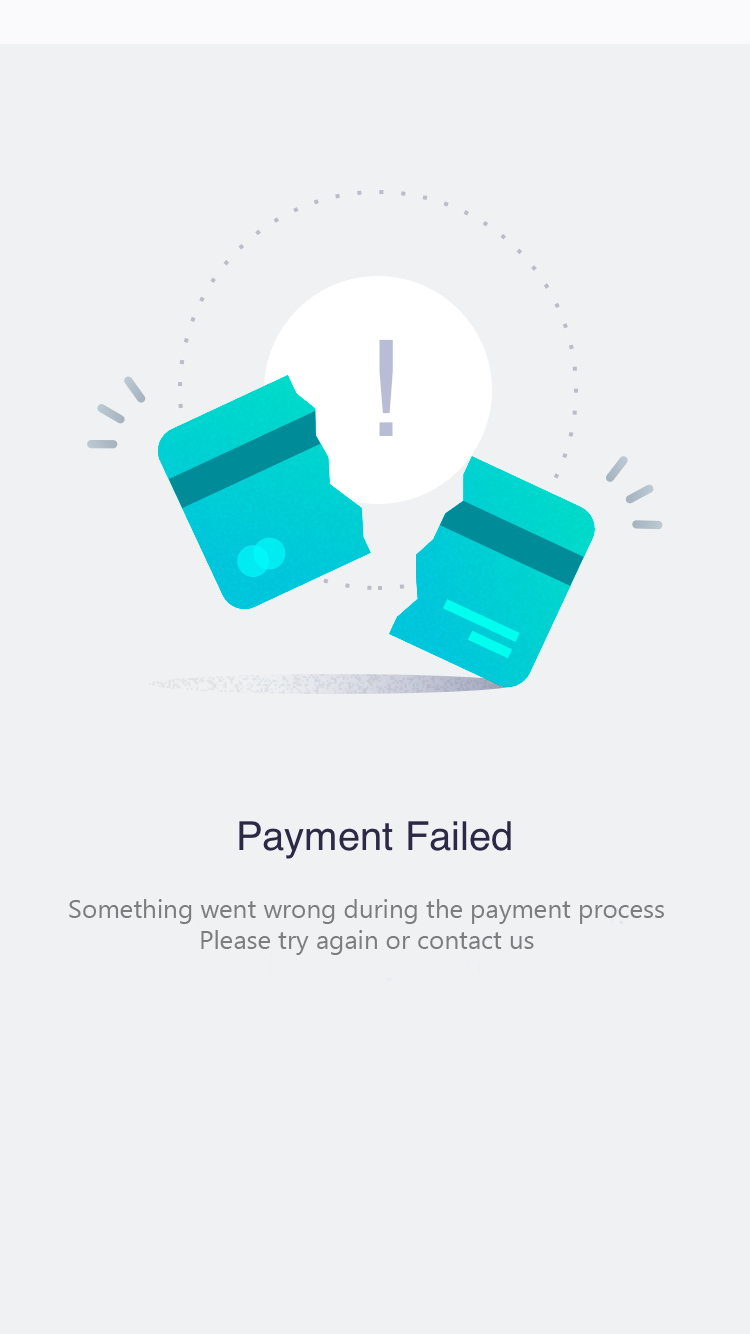 !
Payment Failed
Something went wrong during the payment process
Please try again or contact us